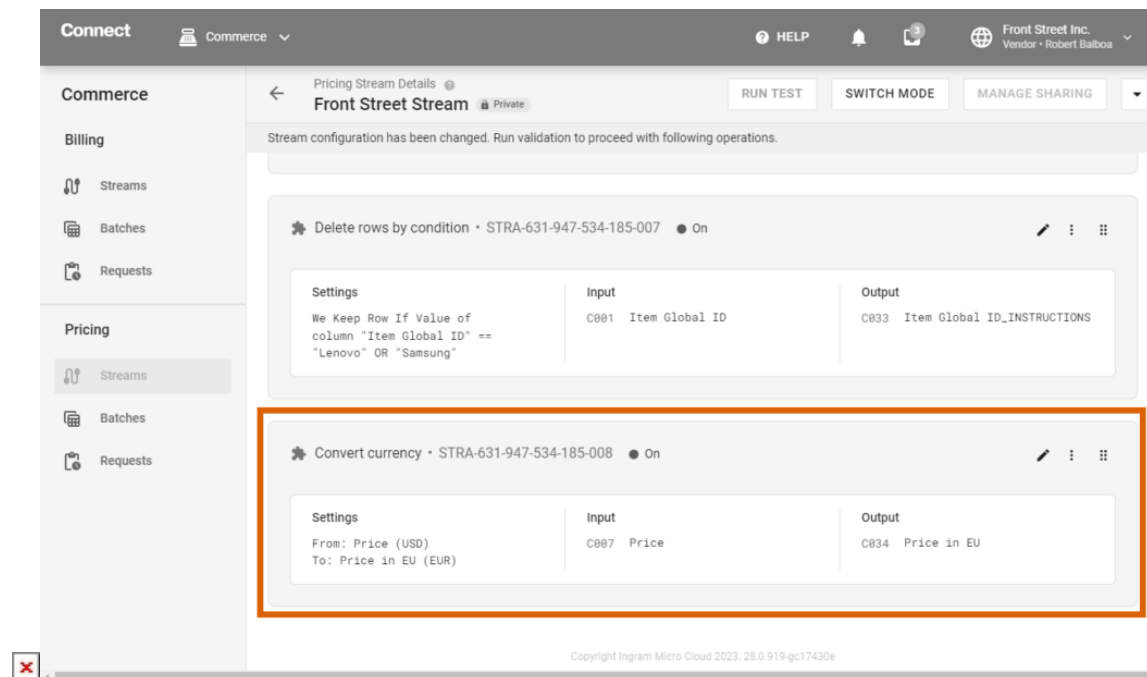 Connect
Commerce
HELP
3
Front Street Inc.
Vendor • Robert Balboa
Commerce
Billing
Streams
Batches
Requests
Pricing
Streams
Batches
Requests
Pricing Stream Details
Front Street Stream Private
RUN TEST
SWITCH MODE
MANAGE SHARING
Stream configuration has been changed. Run validation to proceed with following operations.
Delete rows by condition • STRA-631-947-534-185-007 On
Settings
We Keep Row If Value of
column "Item Global ID" ==
"Lenovo" OR "Samsung"
Input
C001 Item Global ID
Output
C033 Item Global ID_INSTRUCTIONS
Convert currency • STRA-631-947-534-185-008 On
Settings
From: Price (USD)
To: Price in EU (EUR)
Input
C007 Price
Output
C034 Price in EU
Copyright Ingram Micro Cloud 2023. 28.0.919-gc17430e